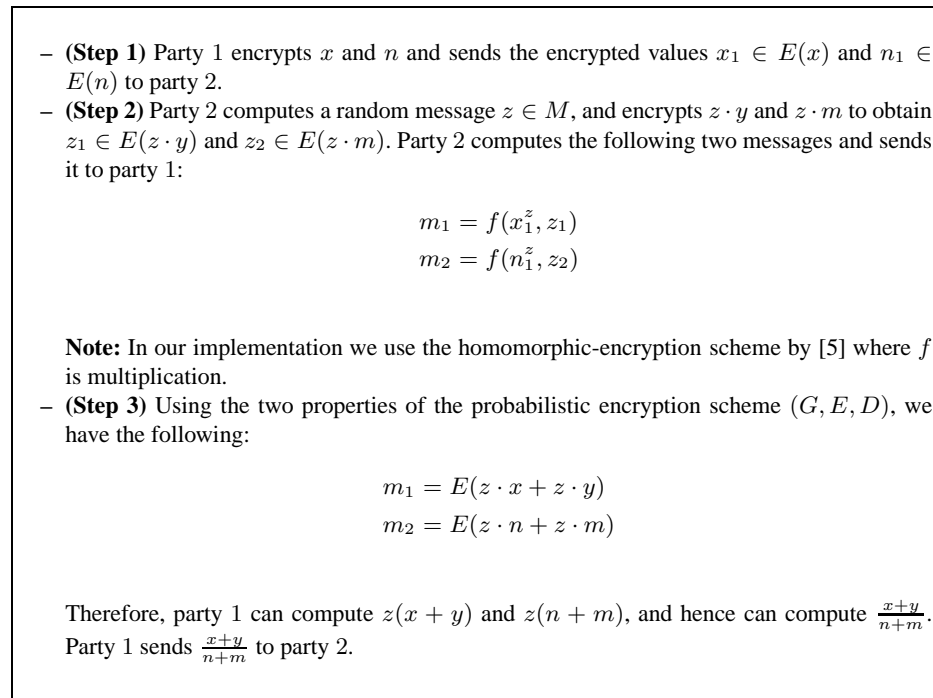 – (Step 1) Party 1 encrypts x and n and sends the encrypted values x₁ ∈ E(x) and n₁ ∈
E(n) to party 2.
– (Step 2) Party 2 computes a random message z ∈ M, and encrypts z · y and z · m to obtain
z₁ ∈ E(z · y) and z₂ ∈ E(z · m). Party 2 computes the following two messages and sends
it to party 1:
m₁ = f(x₁ᶻ, z₁)
m₂ = f(n₁ᶻ, z₂)
Note: In our implementation we use the homomorphic-encryption scheme by [5] where f
is multiplication.
– (Step 3) Using the two properties of the probabilistic encryption scheme (G, E, D), we
have the following:
m₁ = E(z · x + z · y)
m₂ = E(z · n + z · m)
Therefore, party 1 can compute z(x + y) and z(n + m), and hence can compute \frac{x+y}{n+m}.
Party 1 sends \frac{x+y}{n+m} to party 2.